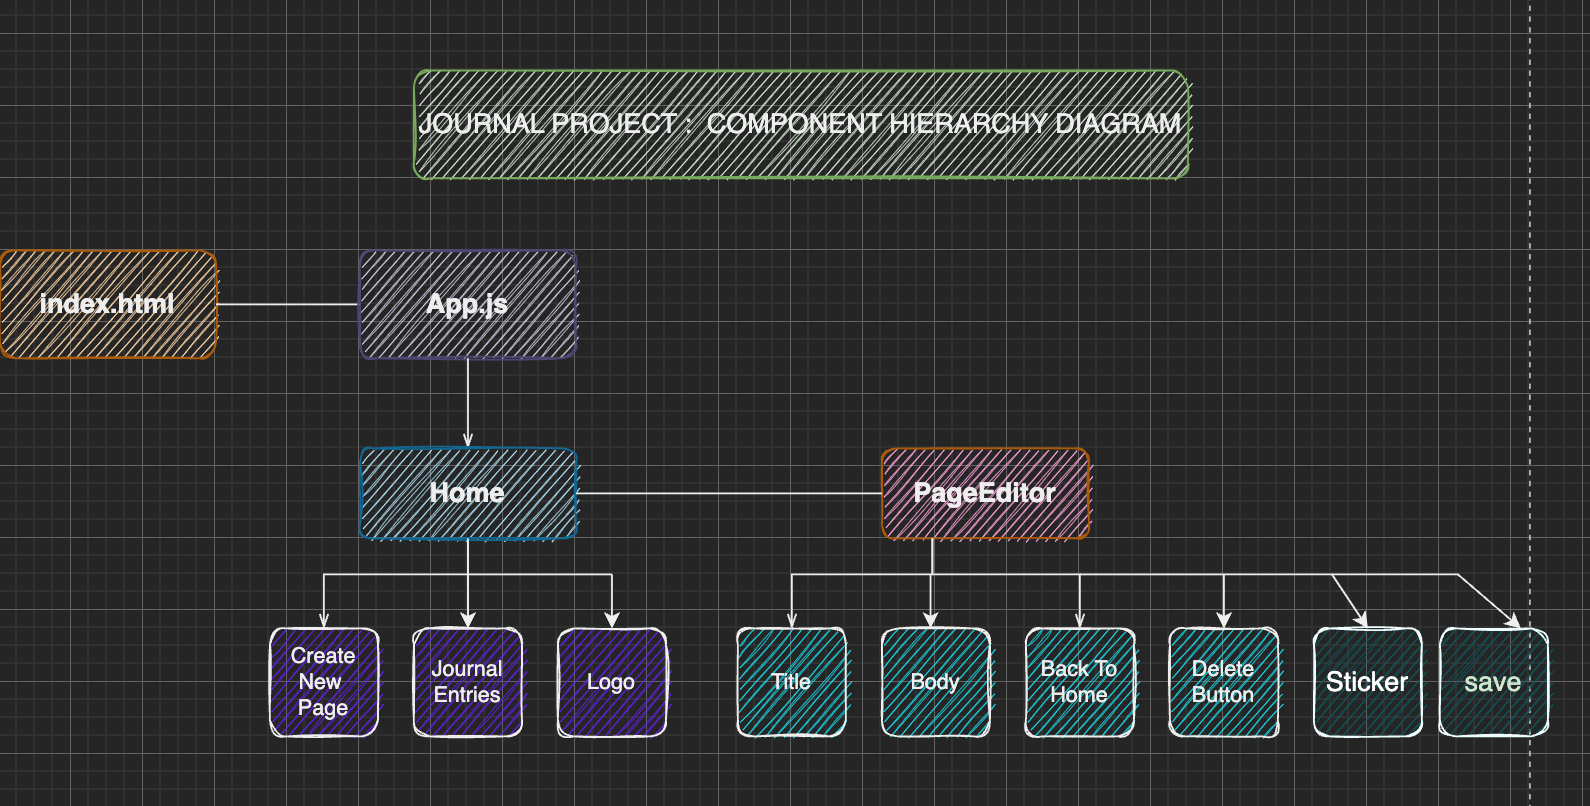 JOURNAL PROJECT : COMPONENT HIERARCHY DIAGRAM
index.html
App.js
Home
PageEditor
Create
New
Page
Journal
Entries
Logo
Title
Body
Back To
Home
Delete
Button
Sticker
save